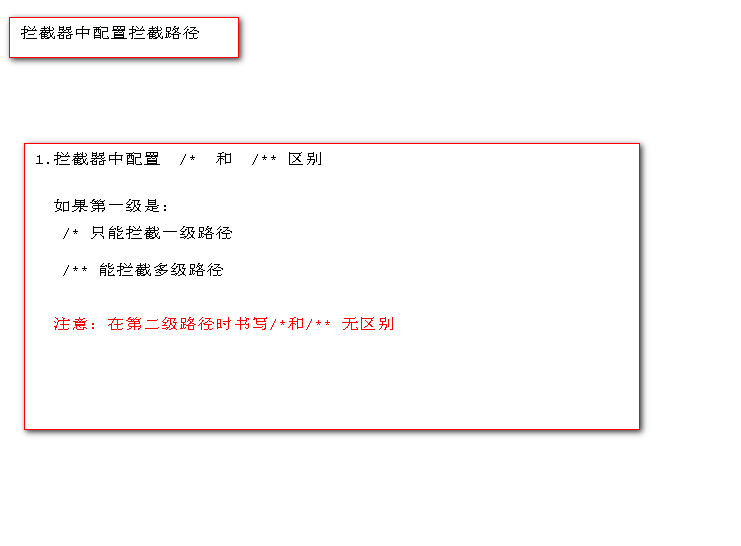 拦截器中配置拦截路径
1.拦截器中配置 /* 和 /** 区别
如果第一级是:
/* 只能拦截一级路径
/** 能拦截多级路径
注意: 在第二级路径时书写/*和/** 无区别